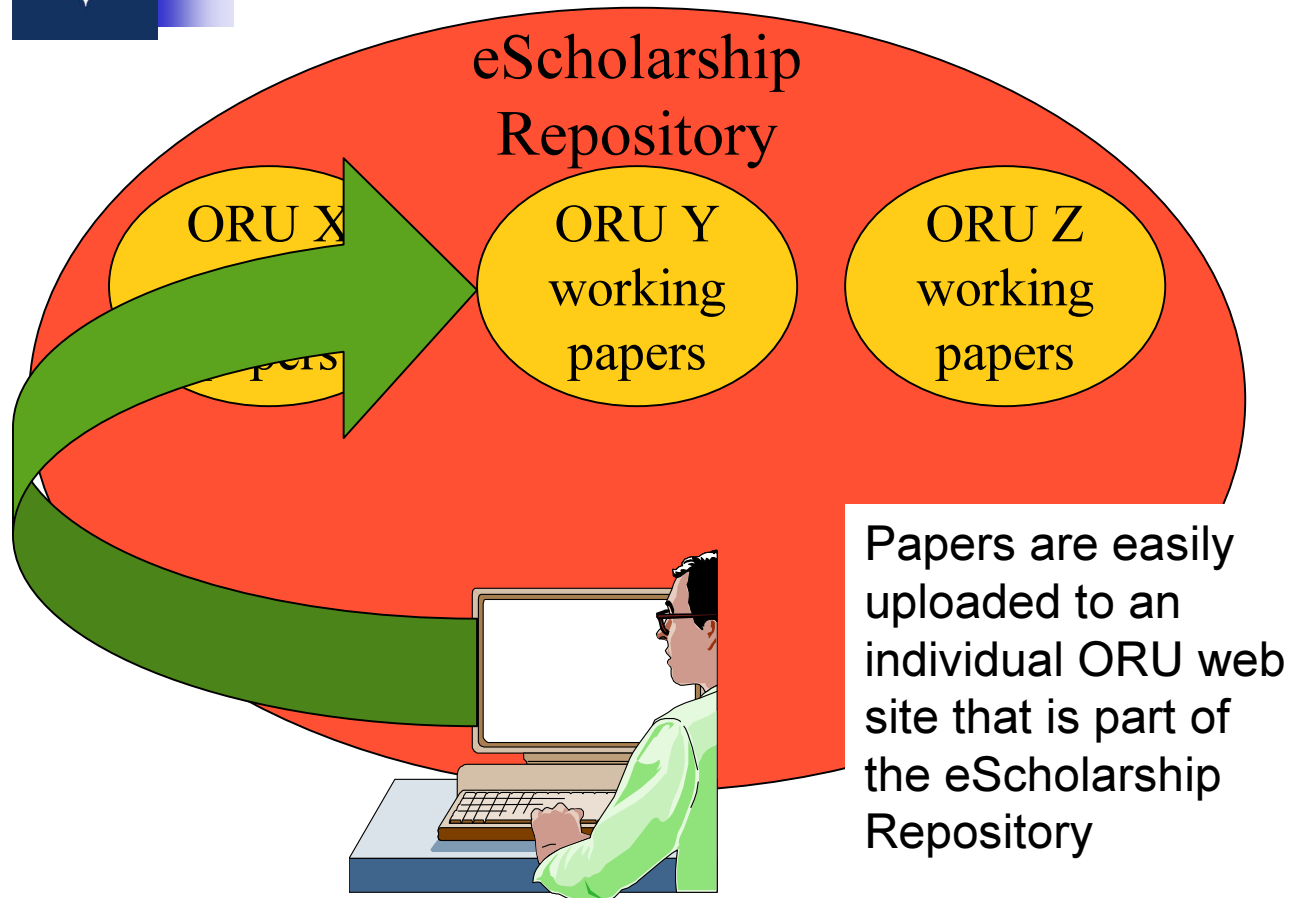 eScholarship
Repository
ORU X
ORU Y
working
papers
ORU Z
working
papers
Papers are easily
uploaded to an
individual ORU web
site that is part of
the eScholarship
Repository